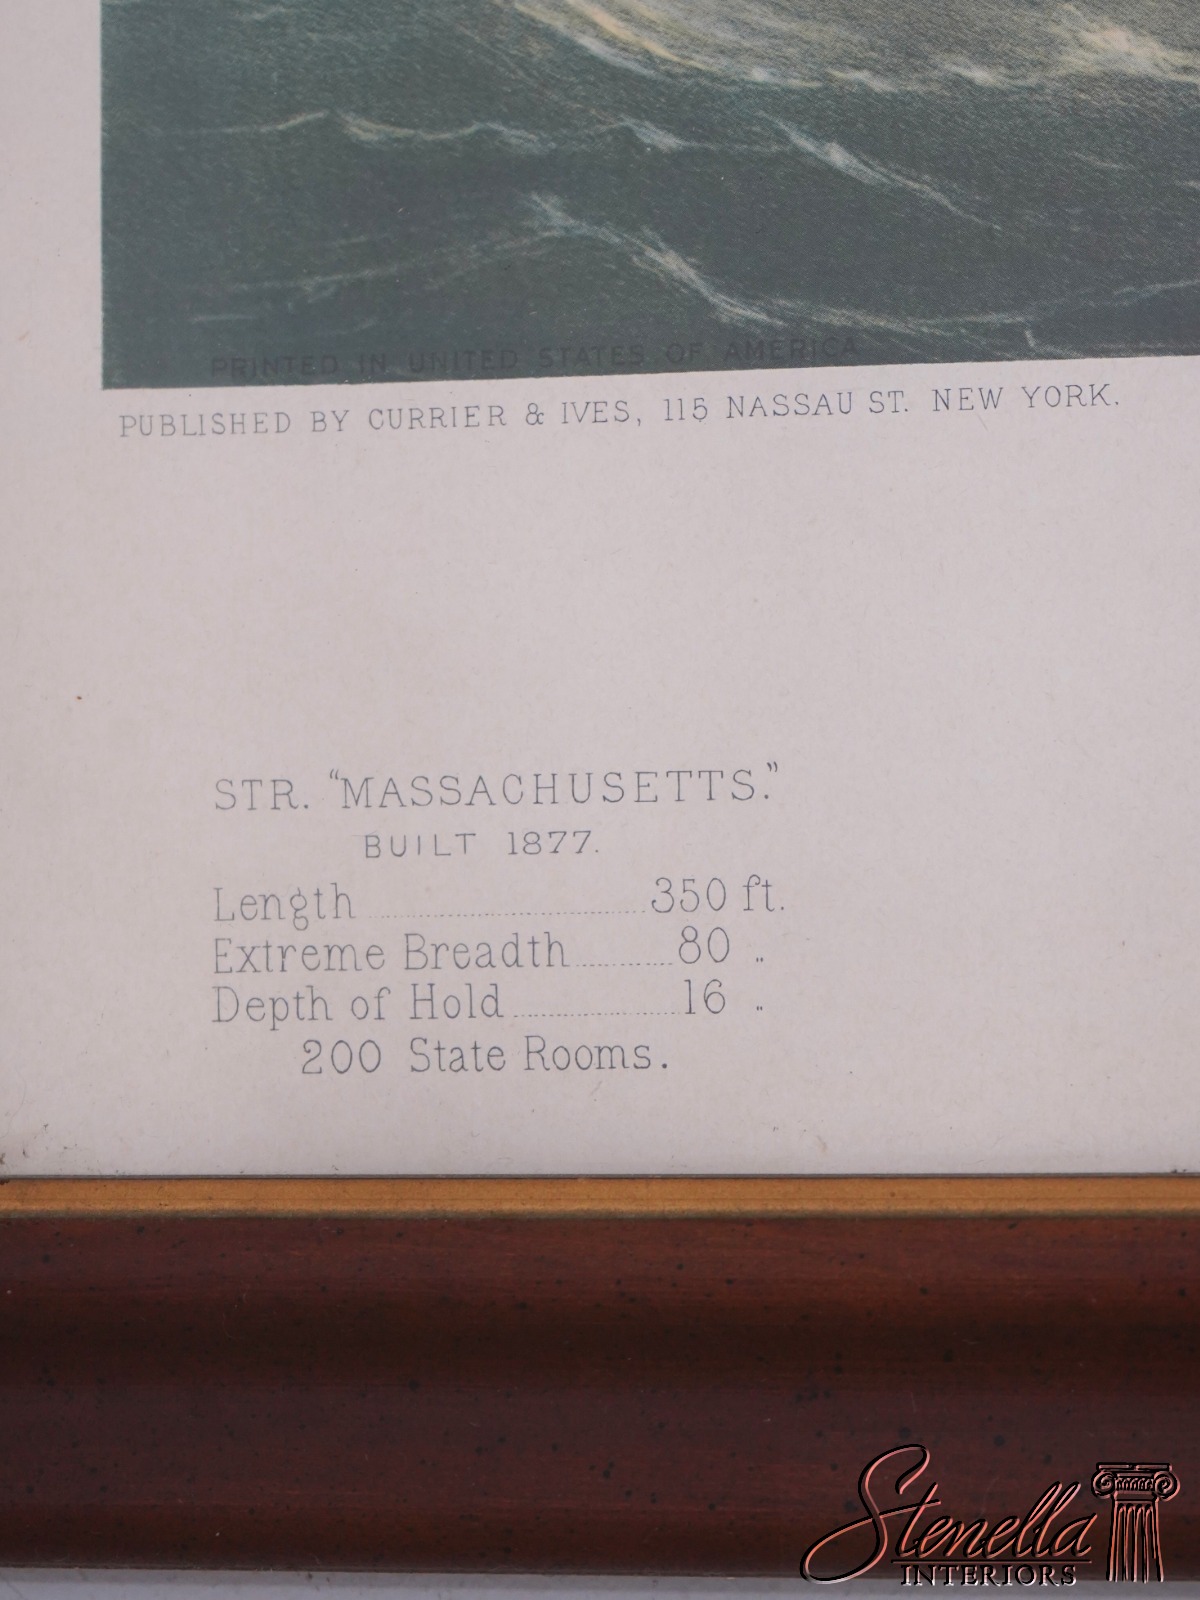 PRINTED IN UNITED STATES OF AMERICA
PUBLISHED BY CURRIER & IVES, 115 NASSAU ST. NEW YORK.
STR. "MASSACHUSETTS."
BUILT 1877.
Length ........ 350 ft.
Extreme Breadth ........ 80 "
Depth of Hold ........ 16 "
200 State Rooms.
Stenella
INTERIORS